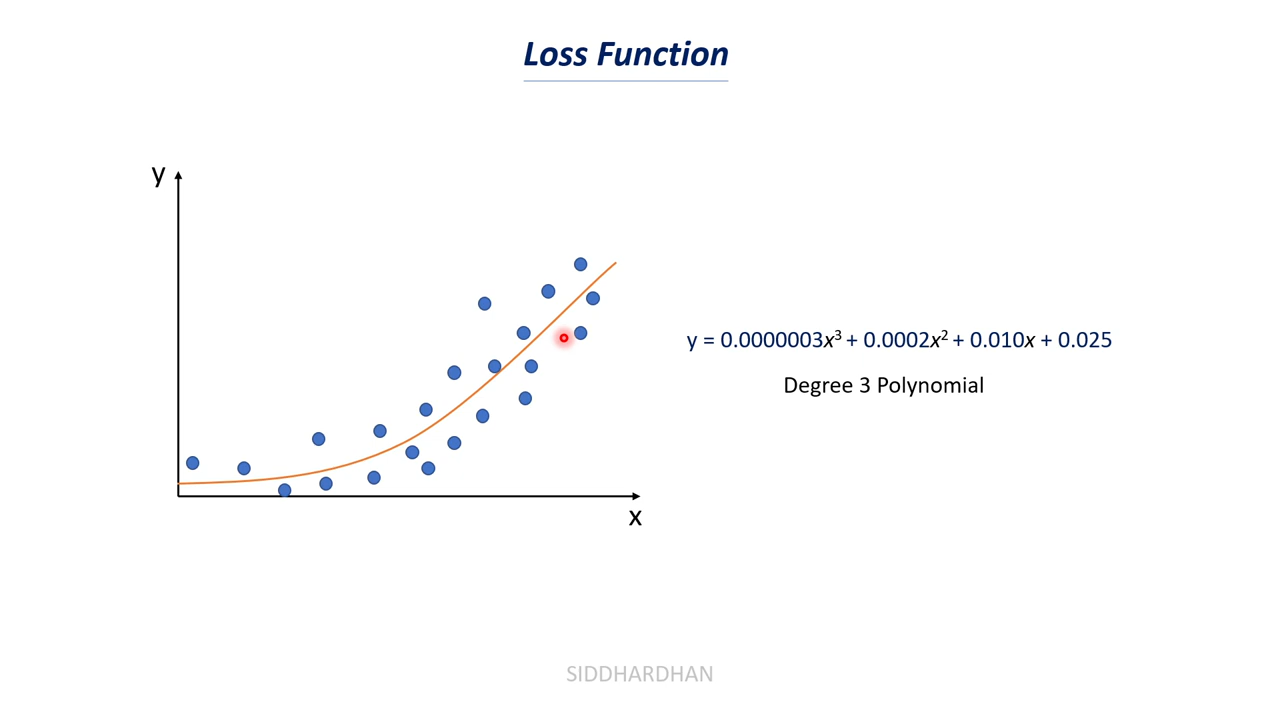 Loss Function
y
y = 0.0000003x³ + 0.0002x² + 0.010x + 0.025
Degree 3 Polynomial
x
SIDDHARDHAN